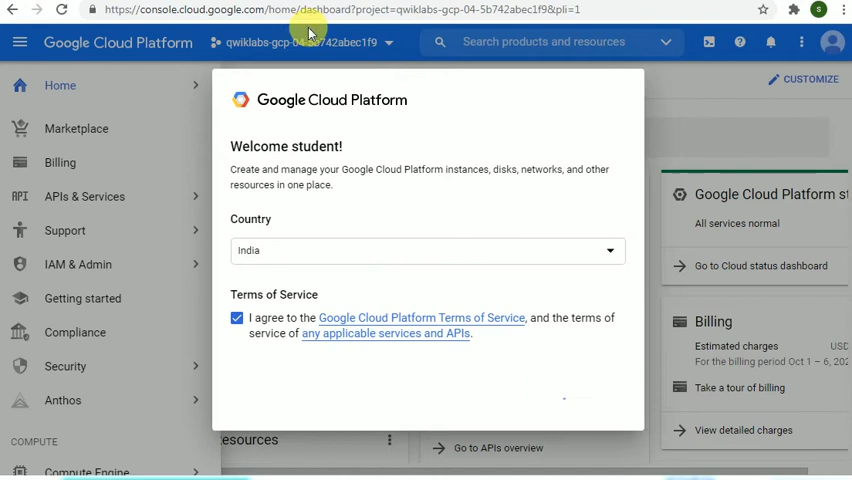 https://console.cloud.google.com/home/dashboard?project=qwiklabs-gcp-04-5b742abec1f9&pli=1
S
Google Cloud Platform
qwiklabs-gcp-04-5b742abec1f9
Search products and resources
Home
CUSTOMIZE
Marketplace
Billing
API APIs & Services
Support
IAM & Admin
Getting started
Compliance
Security
Anthos
COMPUTE
Compute Engine
Google Cloud Platform
Welcome student!
Create and manage your Google Cloud Platform instances, disks, networks, and other
resources in one place.
Country
India
Terms of Service
I agree to the Google Cloud Platform Terms of Service, and the terms of
service of any applicable services and APIs.
Google Cloud Platform st
All services normal
Go to Cloud status dashboard
Billing
Estimated charges USD
For the billing period Oct 1 – 6, 202
Take a tour of billing
View detailed charges
esources
Go to APIs overview